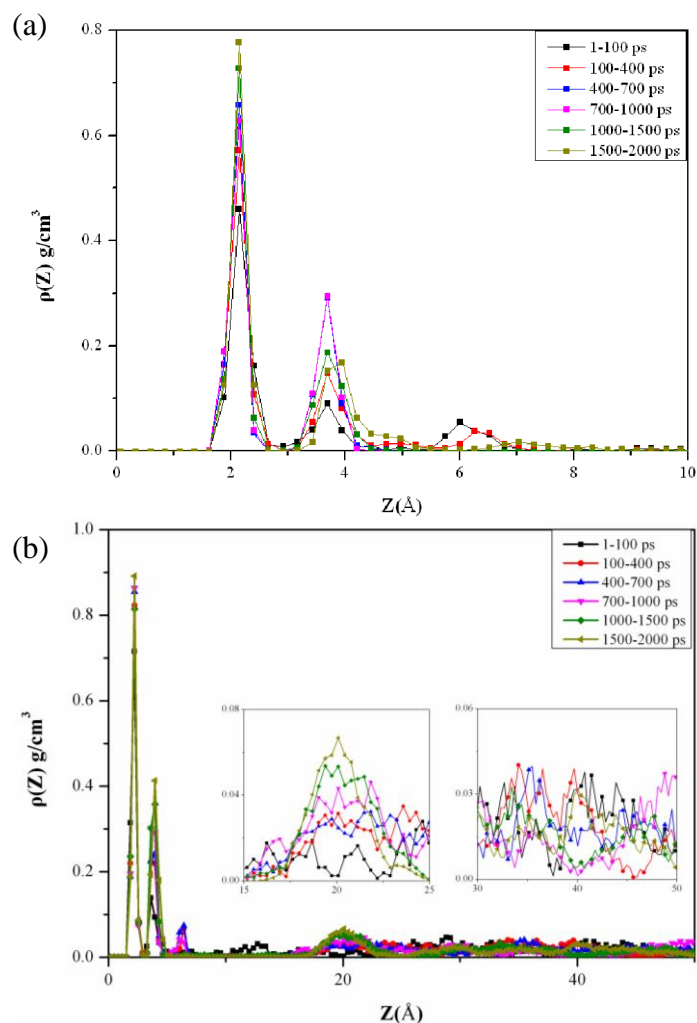 (a)
0.8
0.6
0.4
0.2
0.0
ρ(Z) g/cm³
1-100 ps
100-400 ps
400-700 ps
700-1000 ps
1000-1500 ps
1500-2000 ps
0 2 4 6 8 10
Z(Å)
(b)
1.0
0.8
0.6
0.4
0.2
0.0
ρ(Z) g/cm³
1-100 ps
100-400 ps
400-700 ps
700-1000 ps
1000-1500 ps
1500-2000 ps
0.08
0.04
0.00
15 20 25
0.06
0.03
0.00
30 40 50
0 20 40
Z(Å)